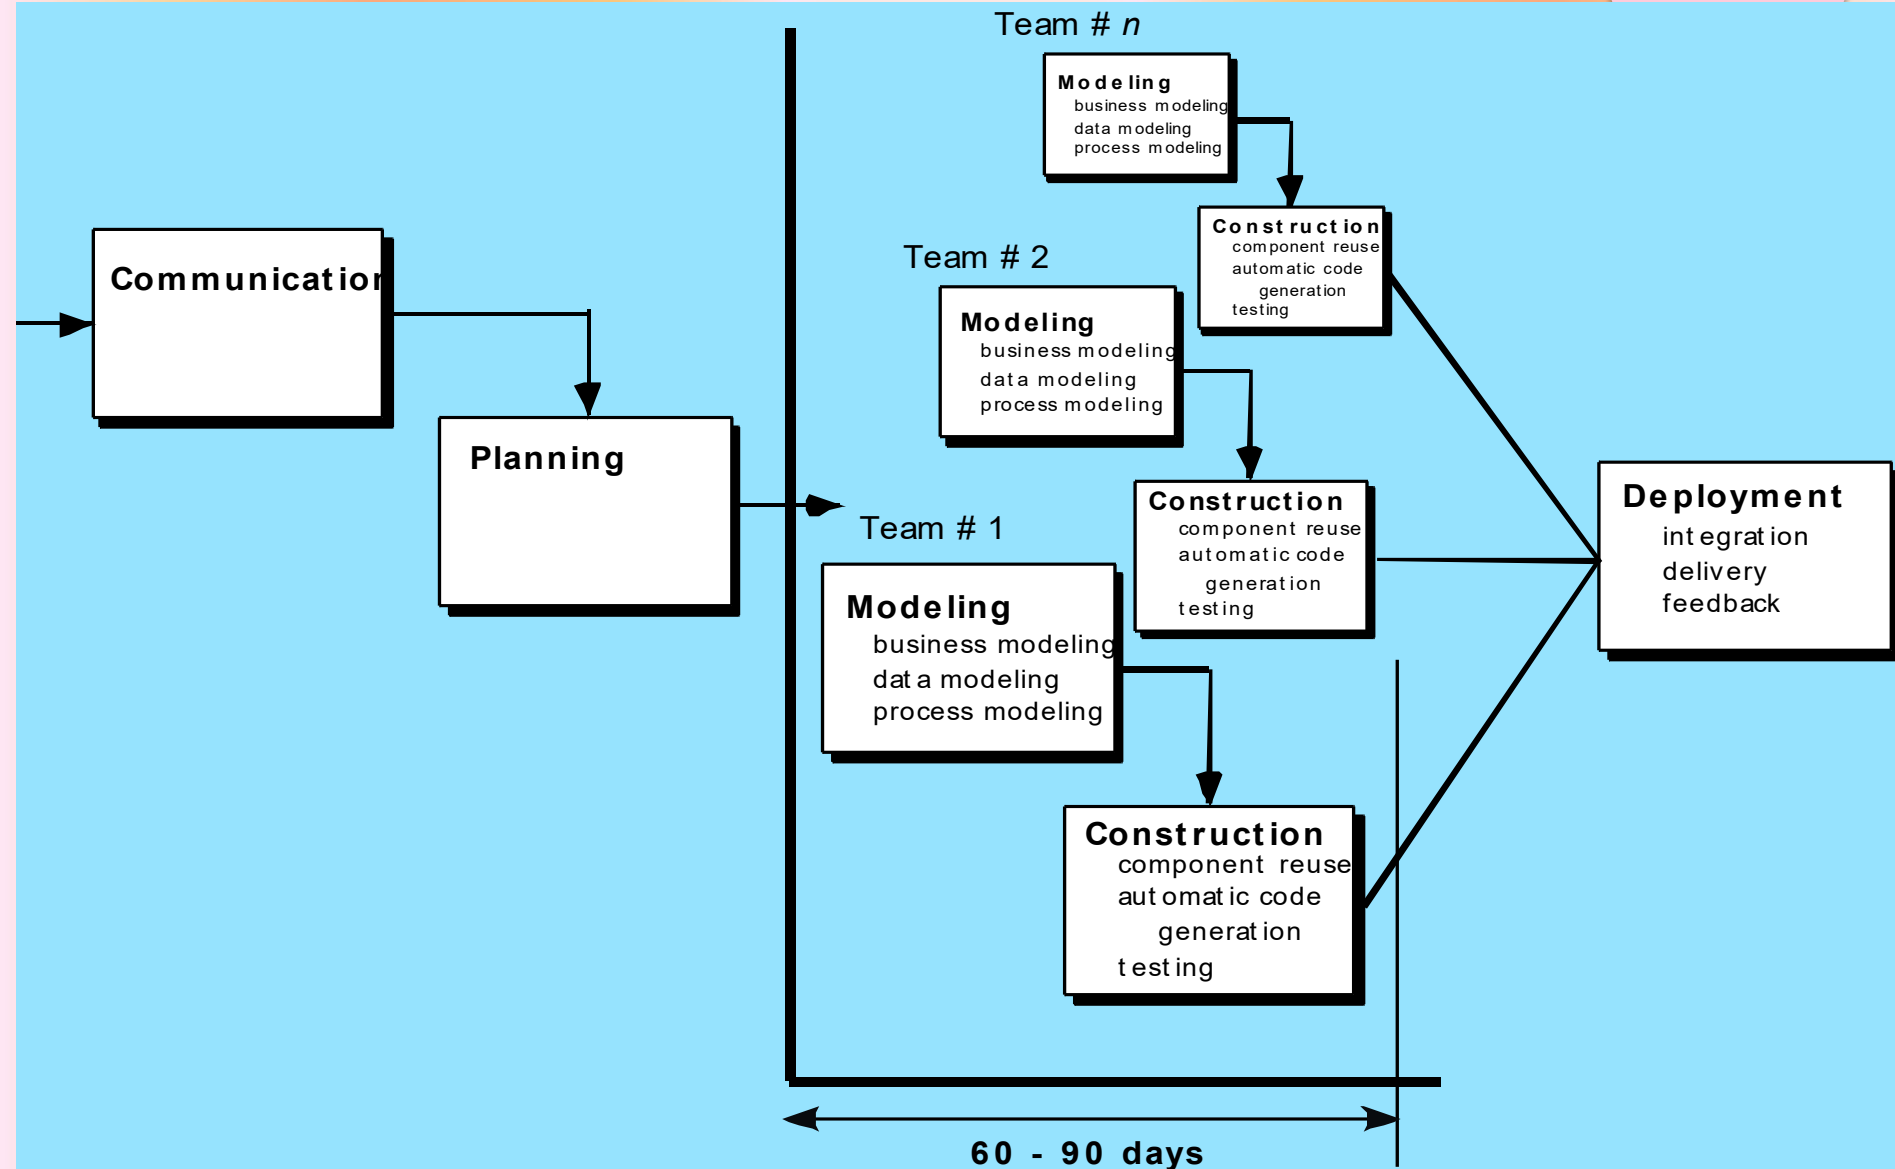 Team # n
Modeling
business modeling
data modeling
process modeling
Construction
component reuse
automatic code
generation
testing
Communication
Team # 2
Modeling
business modeling
data modeling
process modeling
Planning
Construction
component reuse
automatic code
generation
testing
Deployment
integration
delivery
feedback
Team # 1
Modeling
business modeling
data modeling
process modeling
Construction
component reuse
automatic code
generation
testing
60 - 90 days